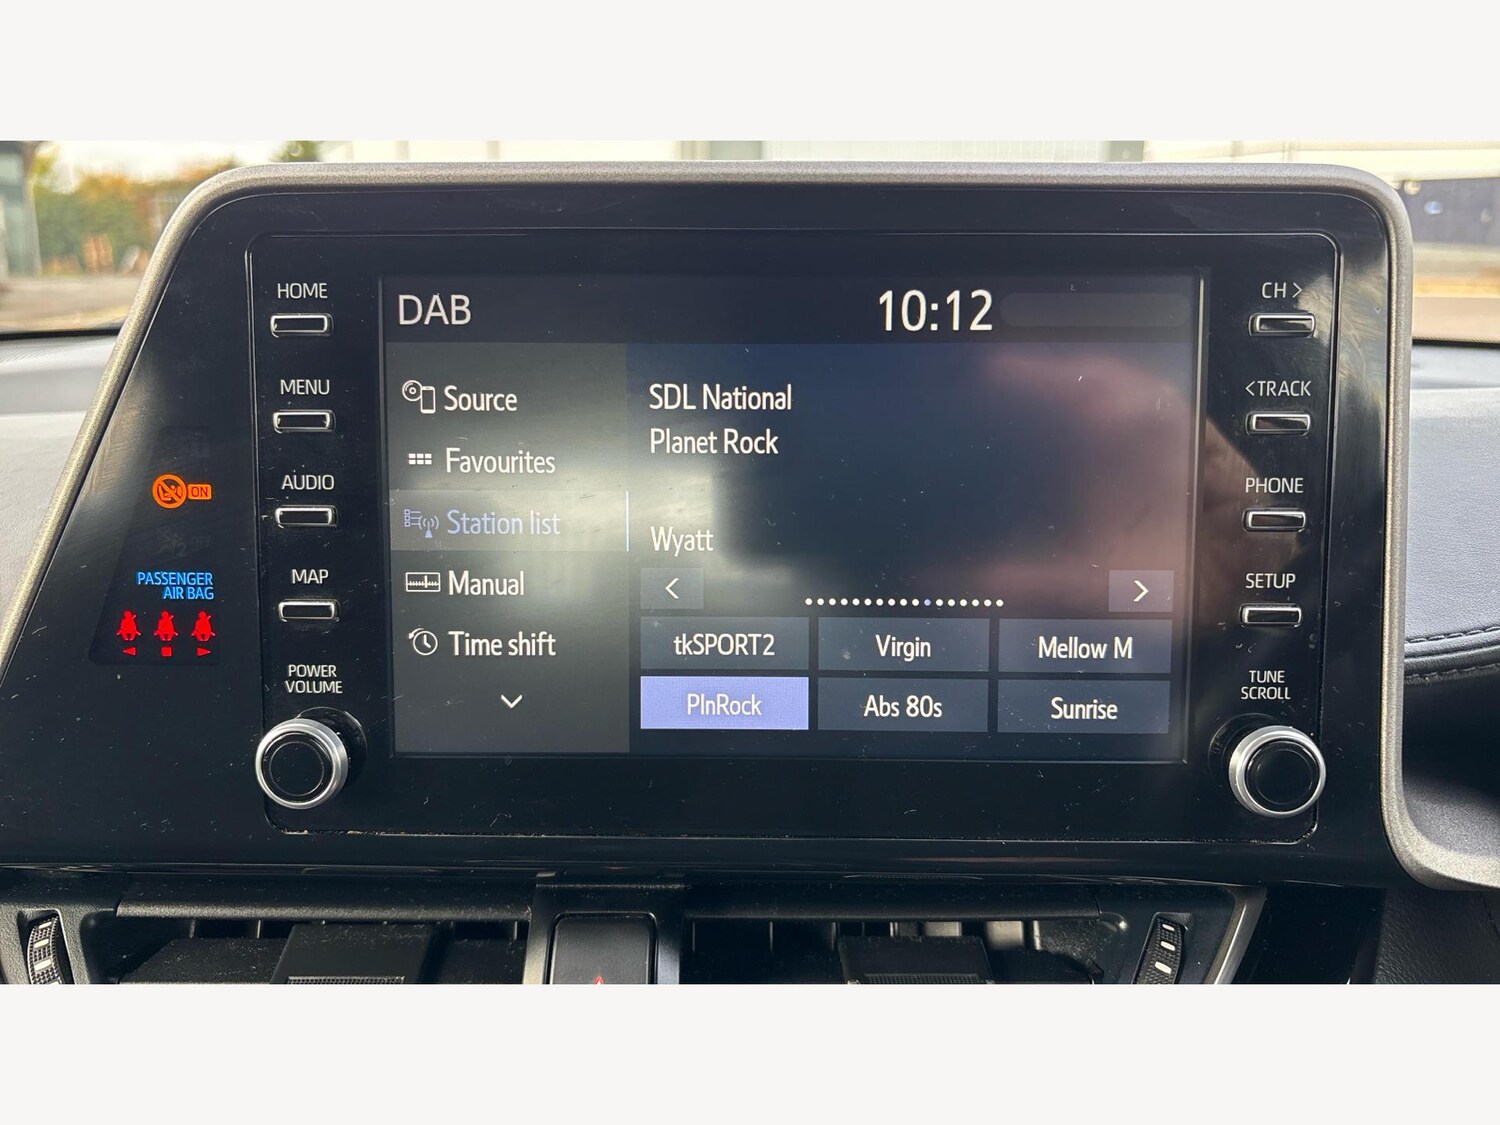 HOME
MENU
AUDIO
MAP
POWER
VOLUME
ON
PASSENGER
AIR BAG
DAB
10:12
Source
Favourites
Station list
Manual
Time shift
SDL National
Planet Rock
Wyatt
< >
tkSPORT2 Virgin Mellow M
PlnRock Abs 80s Sunrise
CH >
< TRACK
PHONE
SETUP
TUNE
SCROLL